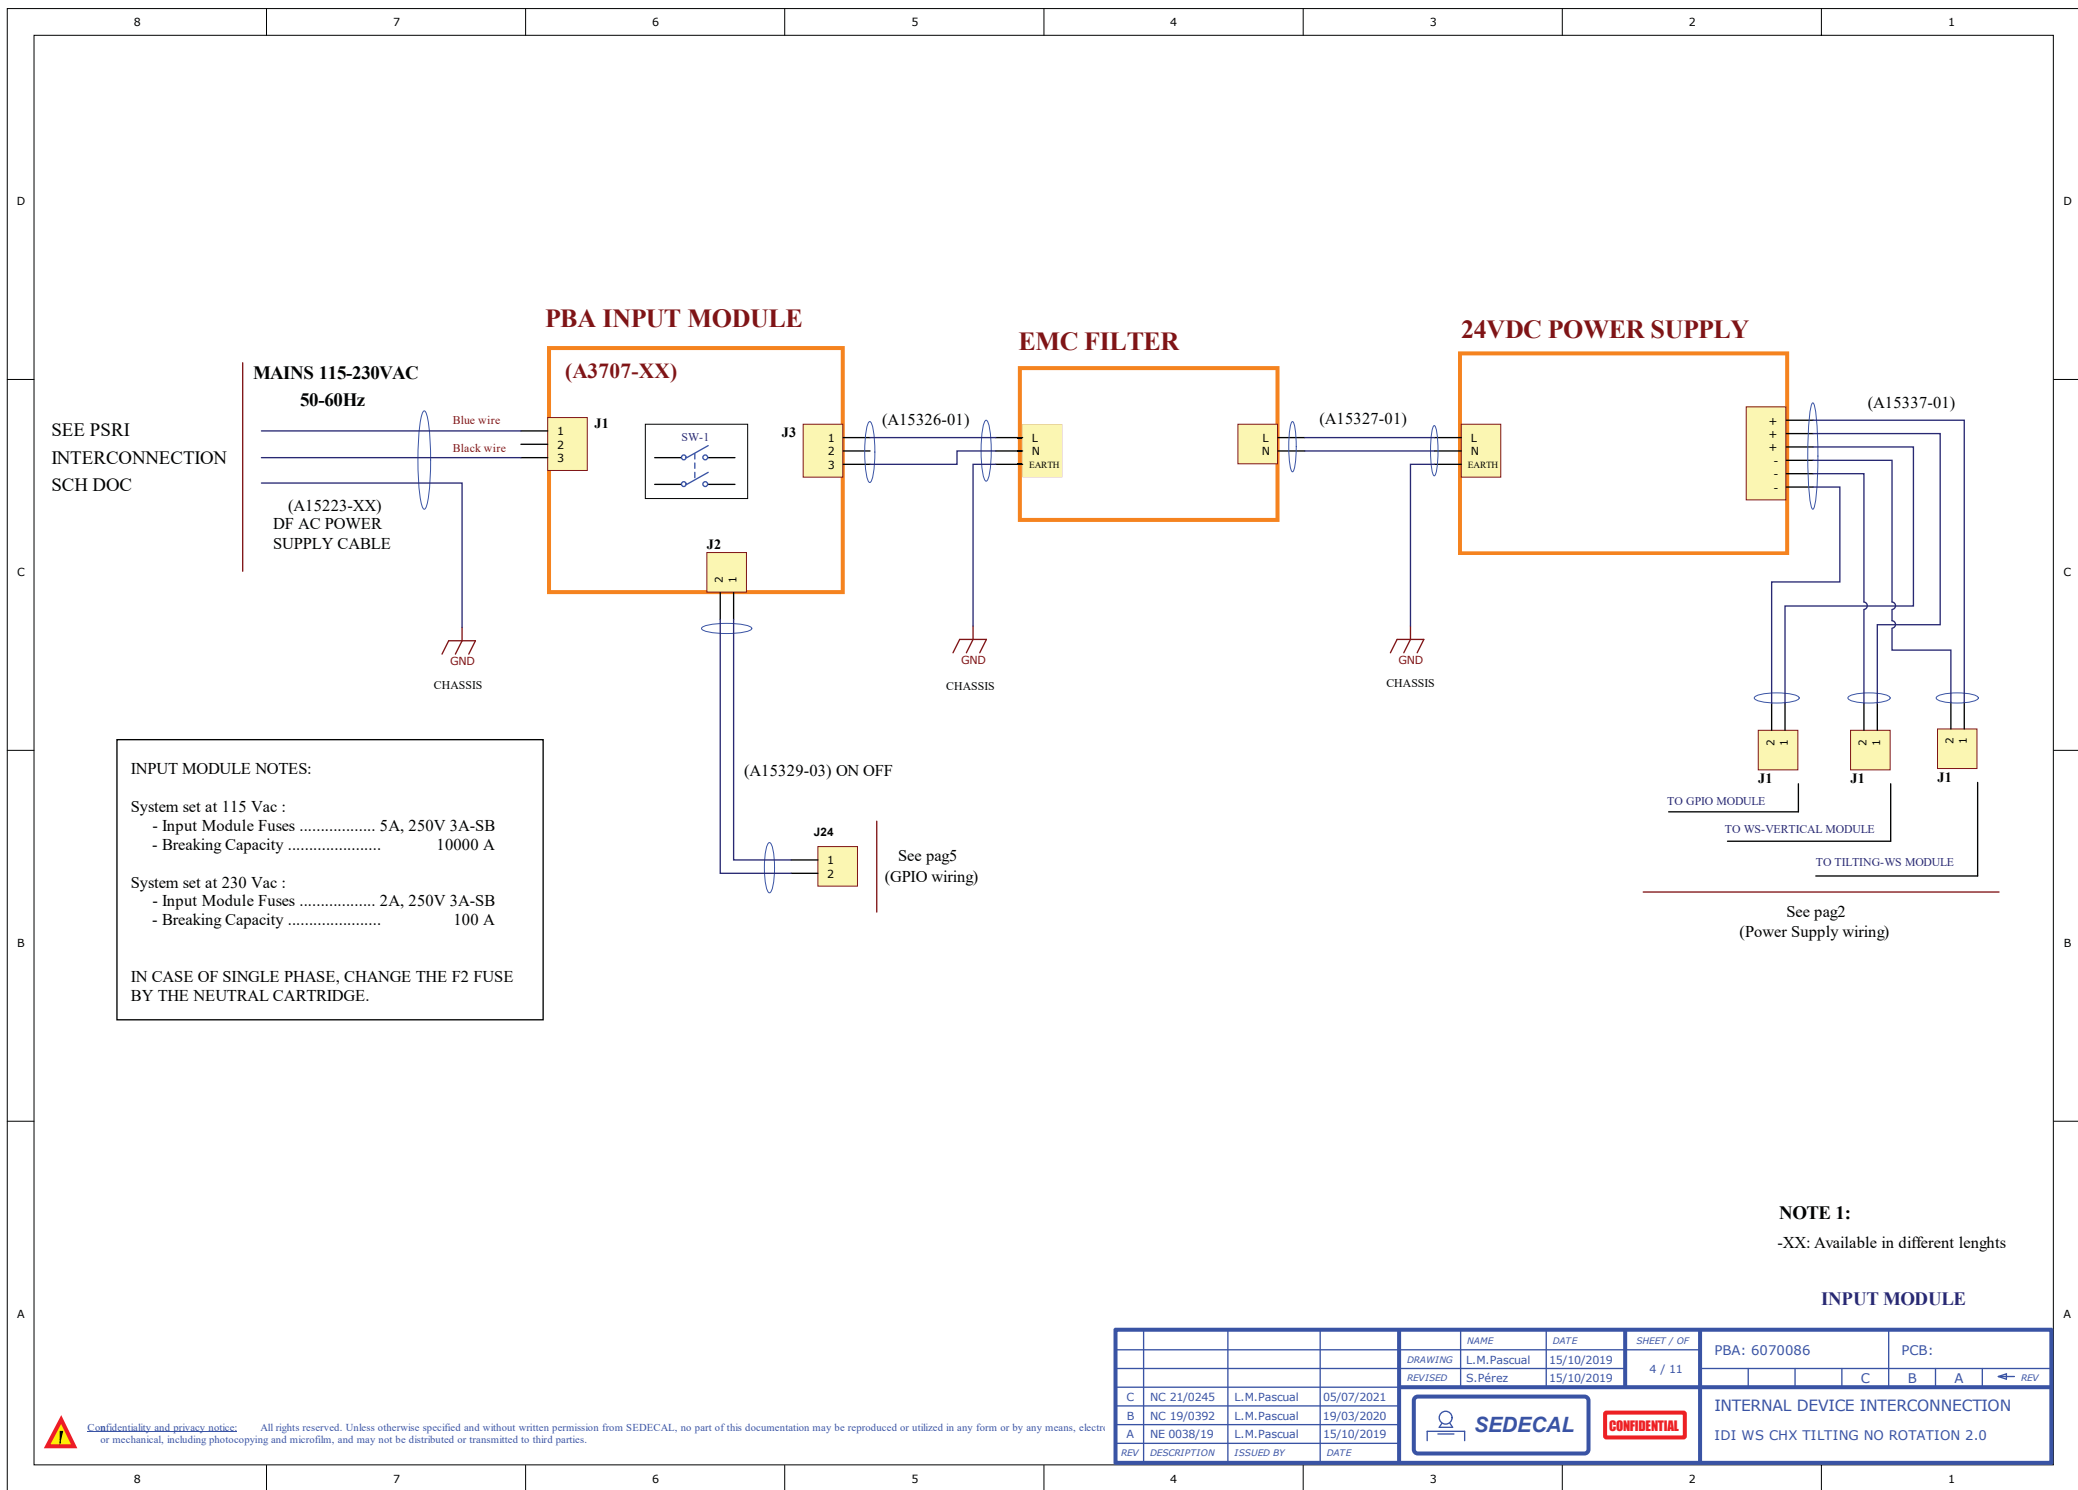 8 7 6 5 4 3 2 1
D
D
C
C
B
B
A
A
PBA INPUT MODULE
(A3707-XX)
EMC FILTER
24VDC POWER SUPPLY
MAINS 115-230VAC
50-60Hz
SEE PSRI
INTERCONNECTION
SCH DOC
Blue wire
Black wire
(A15223-XX)
DF AC POWER
SUPPLY CABLE
J1
1
2
3
SW-1
J3
1
2
3
(A15326-01)
L
N
EARTH
L
N
(A15327-01)
L
N
EARTH
+
+
+
-
-
-
(A15337-01)
J2
2 1
GND
CHASSIS
GND
CHASSIS
GND
CHASSIS
2 1
J1
2 1
J1
2 1
J1
TO GPIO MODULE
TO WS-VERTICAL MODULE
TO TILTING-WS MODULE
See pag2
(Power Supply wiring)
(A15329-03) ON OFF
J24
1
2
See pag5
(GPIO wiring)
INPUT MODULE NOTES:
System set at 115 Vac :
- Input Module Fuses .................. 5A, 250V 3A-SB
- Breaking Capacity ...................... 10000 A
System set at 230 Vac :
- Input Module Fuses .................. 2A, 250V 3A-SB
- Breaking Capacity ...................... 100 A
IN CASE OF SINGLE PHASE, CHANGE THE F2 FUSE
BY THE NEUTRAL CARTRIDGE.
NOTE 1:
-XX: Available in different lenghts
INPUT MODULE
NAME DATE SHEET / OF
DRAWING L.M.Pascual 15/10/2019 4 / 11
REVISED S.Pérez 15/10/2019
PBA: 6070086 PCB:
C B A REV
C NC 21/0245 L.M.Pascual 05/07/2021
B NC 19/0392 L.M.Pascual 19/03/2020
A NE 0038/19 L.M.Pascual 15/10/2019
REV DESCRIPTION ISSUED BY DATE
SEDECAL
CONFIDENTIAL
INTERNAL DEVICE INTERCONNECTION
IDI WS CHX TILTING NO ROTATION 2.0
Confidentiality and privacy notice: All rights reserved. Unless otherwise specified and without written permission from SEDECAL, no part of this documentation may be reproduced or utilized in any form or by any means, electro
or mechanical, including photocopying and microfilm, and may not be distributed or transmitted to third parties.
8 7 6 5 4 3 2 1